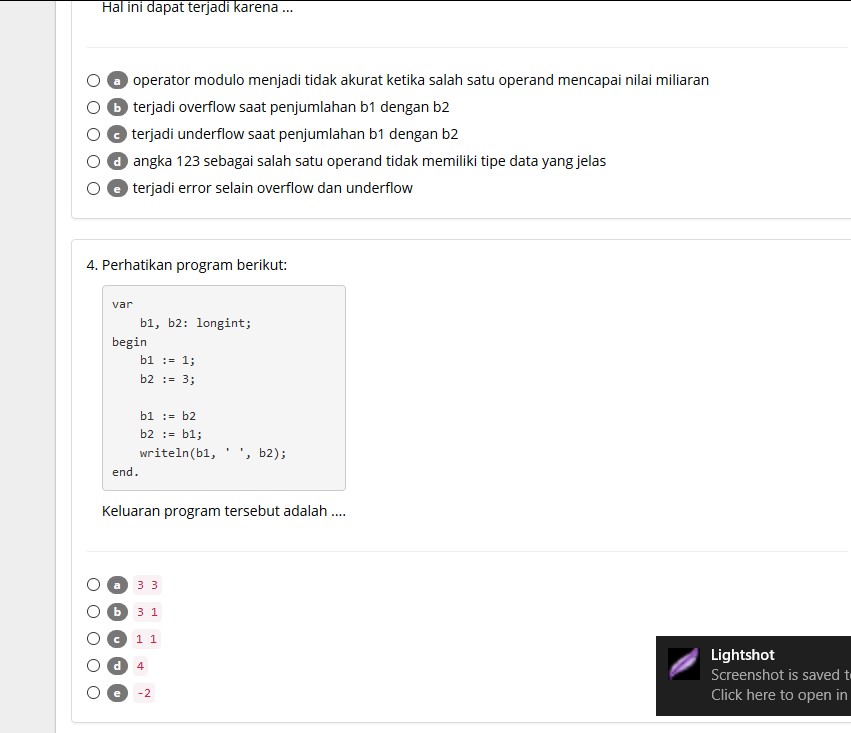 Hal ini dapat terjadi karena ...
a operator modulo menjadi tidak akurat ketika salah satu operand mencapai nilai miliaran
b terjadi overflow saat penjumlahan b1 dengan b2
c terjadi underflow saat penjumlahan b1 dengan b2
d angka 123 sebagai salah satu operand tidak memiliki tipe data yang jelas
e terjadi error selain overflow dan underflow
4. Perhatikan program berikut:
var
    b1, b2: longint;
begin
    b1 := 1;
    b2 := 3;

    b1 := b2
    b2 := b1;
    writeln(b1, ' ', b2);
end.
Keluaran program tersebut adalah ....
a 3 3
b 3 1
c 1 1
d 4
e -2
Lightshot
Screenshot is saved t
Click here to open in